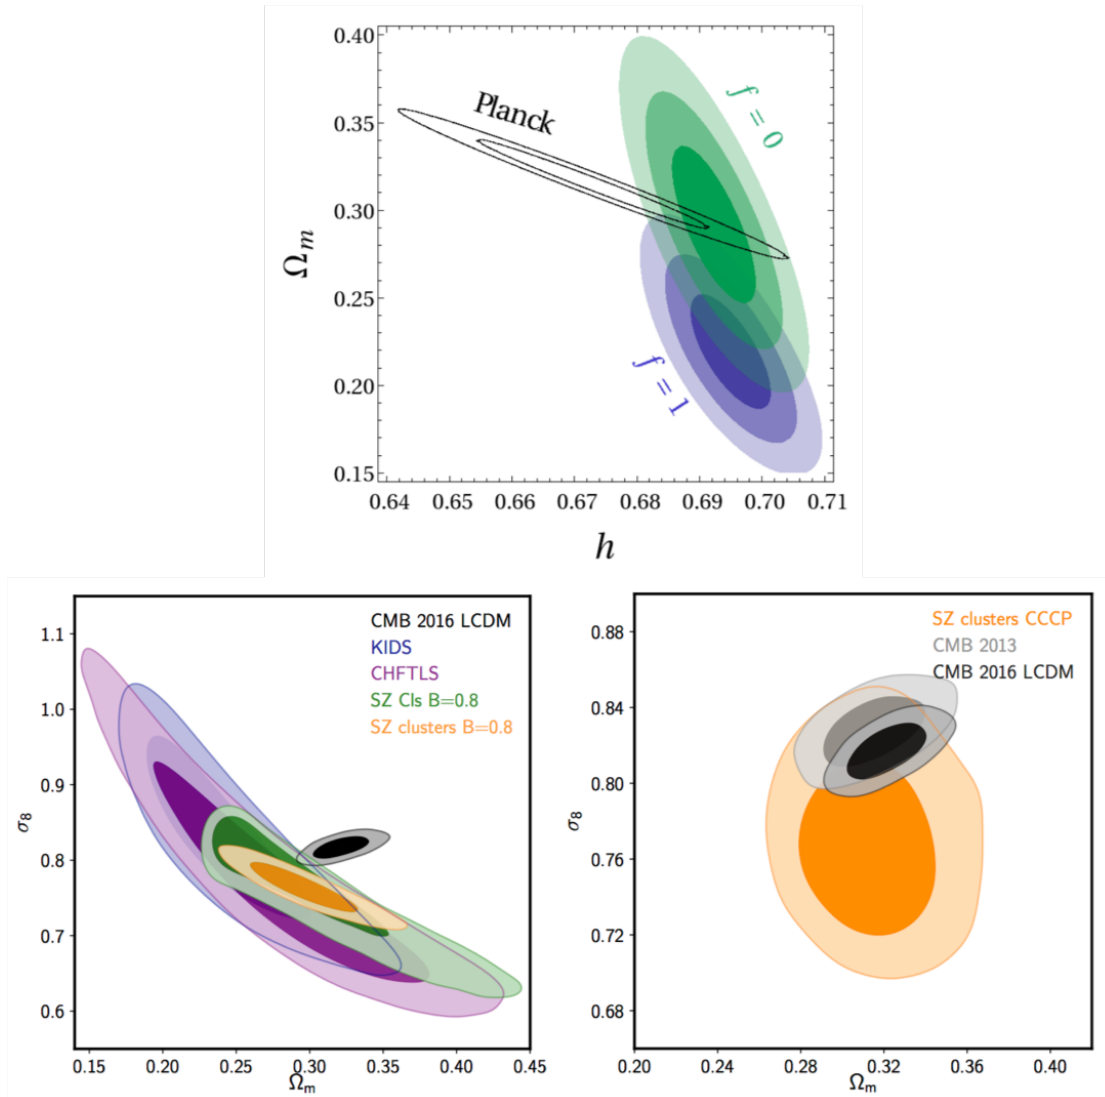 0.40
0.35
0.30
0.25
0.20
0.15
Ωm
Planck
f = 0
f = 1
0.64 0.65 0.66 0.67 0.68 0.69 0.70 0.71
h
CMB 2016 LCDM
KIDS
CHFTLS
SZ Cls B=0.8
SZ clusters B=0.8
1.1
1.0
0.9
0.8
0.7
0.6
σ8
0.15 0.20 0.25 0.30 0.35 0.40 0.45
Ωm
SZ clusters CCCP
CMB 2013
CMB 2016 LCDM
0.88
0.84
0.80
0.76
0.72
0.68
σ8
0.20 0.24 0.28 0.32 0.36 0.40
Ωm